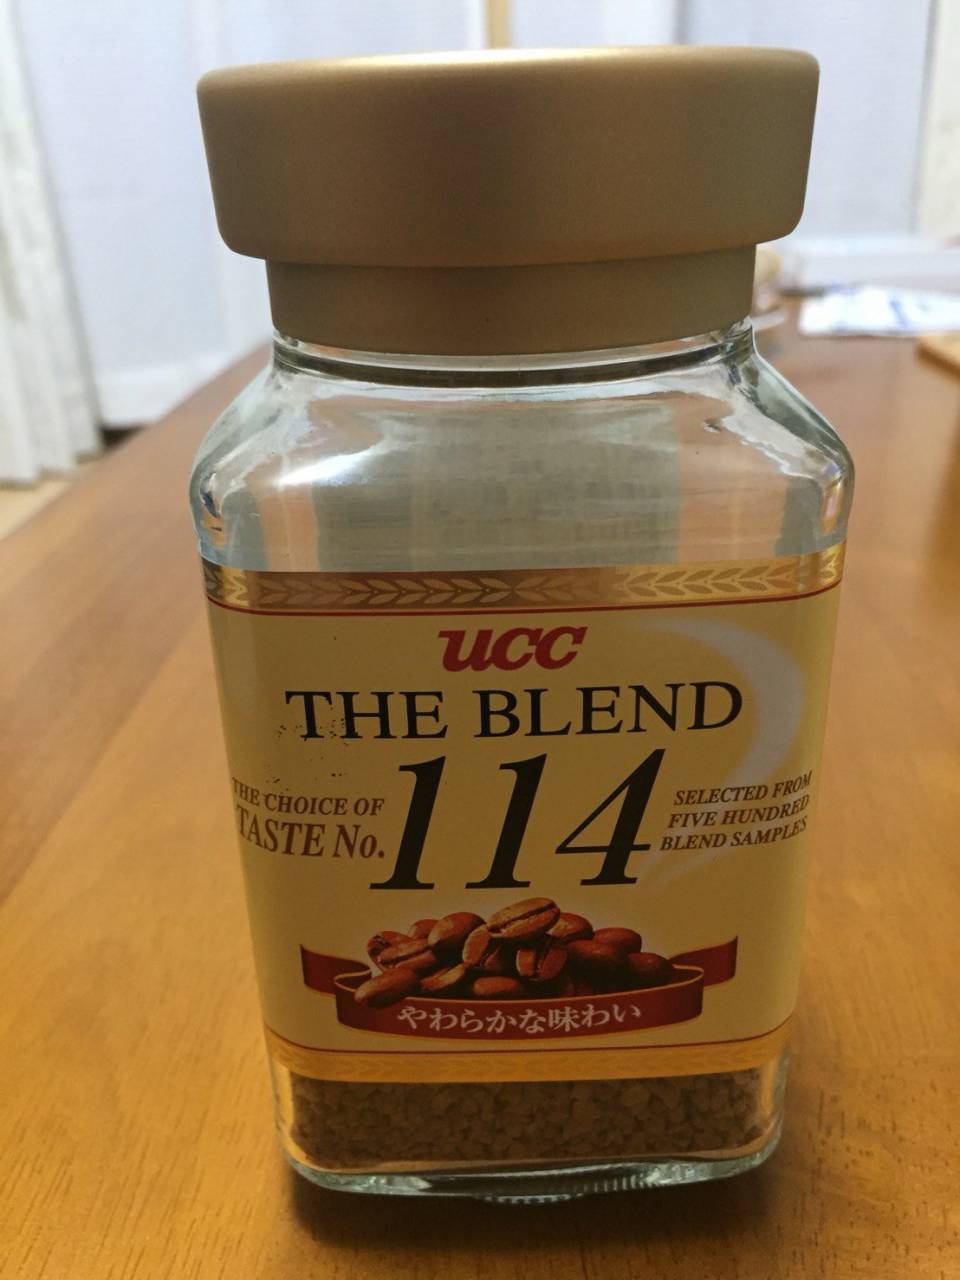 UCC
THE BLEND
114
THE CHOICE OF
TASTE No.
SELECTED FROM
FIVE HUNDRED
BLEND SAMPLES
やわらかな味わい